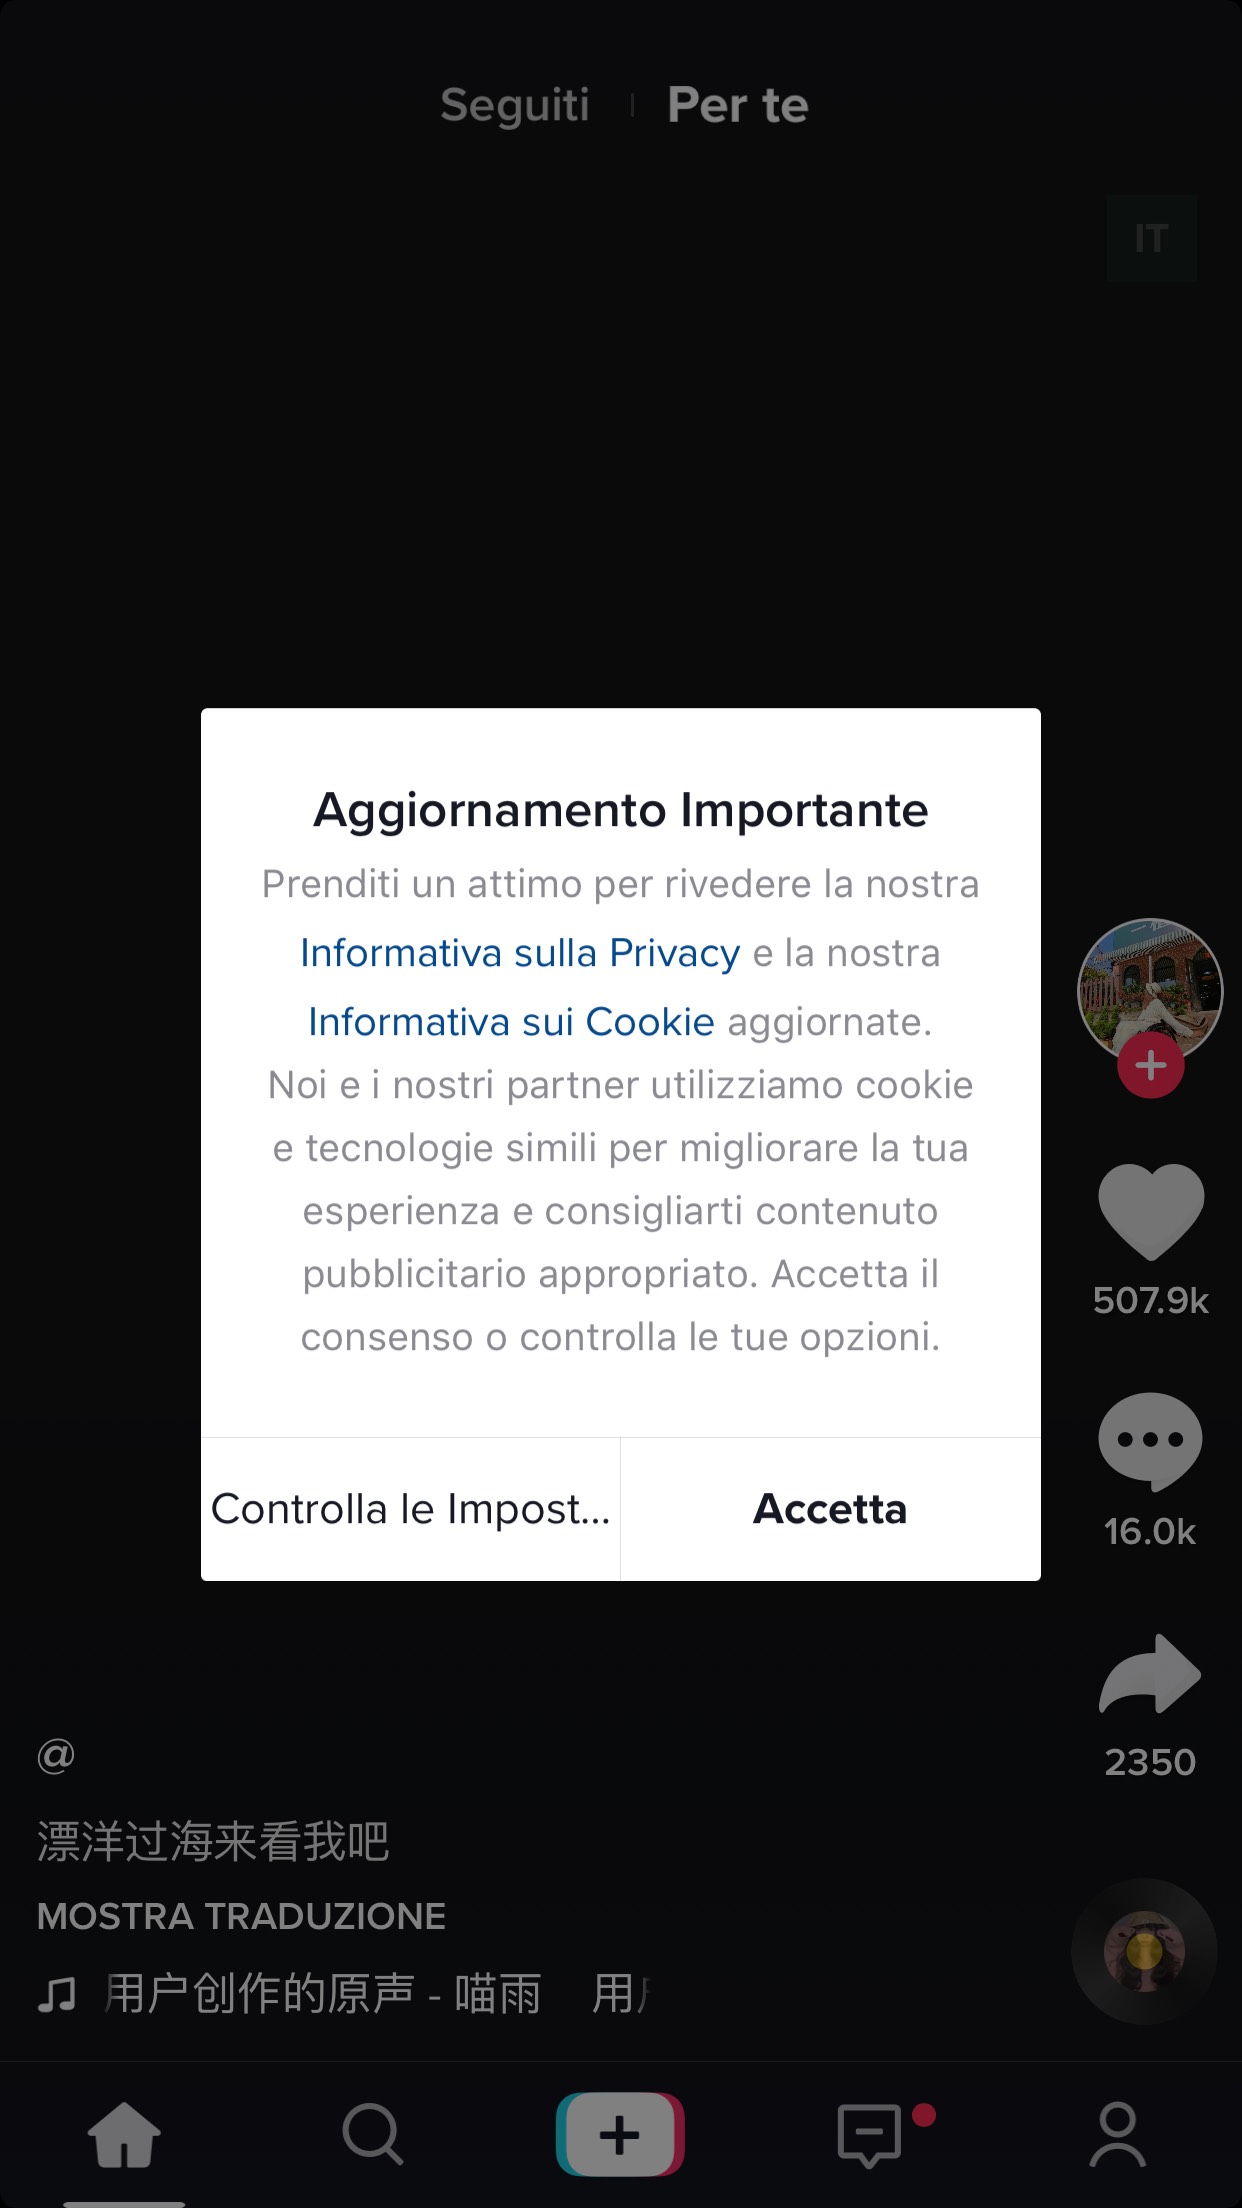 Seguiti
Per te
IT
Aggiornamento Importante
Prenditi un attimo per rivedere la nostra
Informativa sulla Privacy e la nostra
Informativa sui Cookie aggiornate.
Noi e i nostri partner utilizziamo cookie
e tecnologie simili per migliorare la tua
esperienza e consigliarti contenuto
pubblicitario appropriato. Accetta il
consenso o controlla le tue opzioni.
Controlla le Impost...
Accetta
507.9k
16.0k
2350
@
漂洋过海来看我吧
MOSTRA TRADUZIONE
用户创作的原声 - 喵雨 用